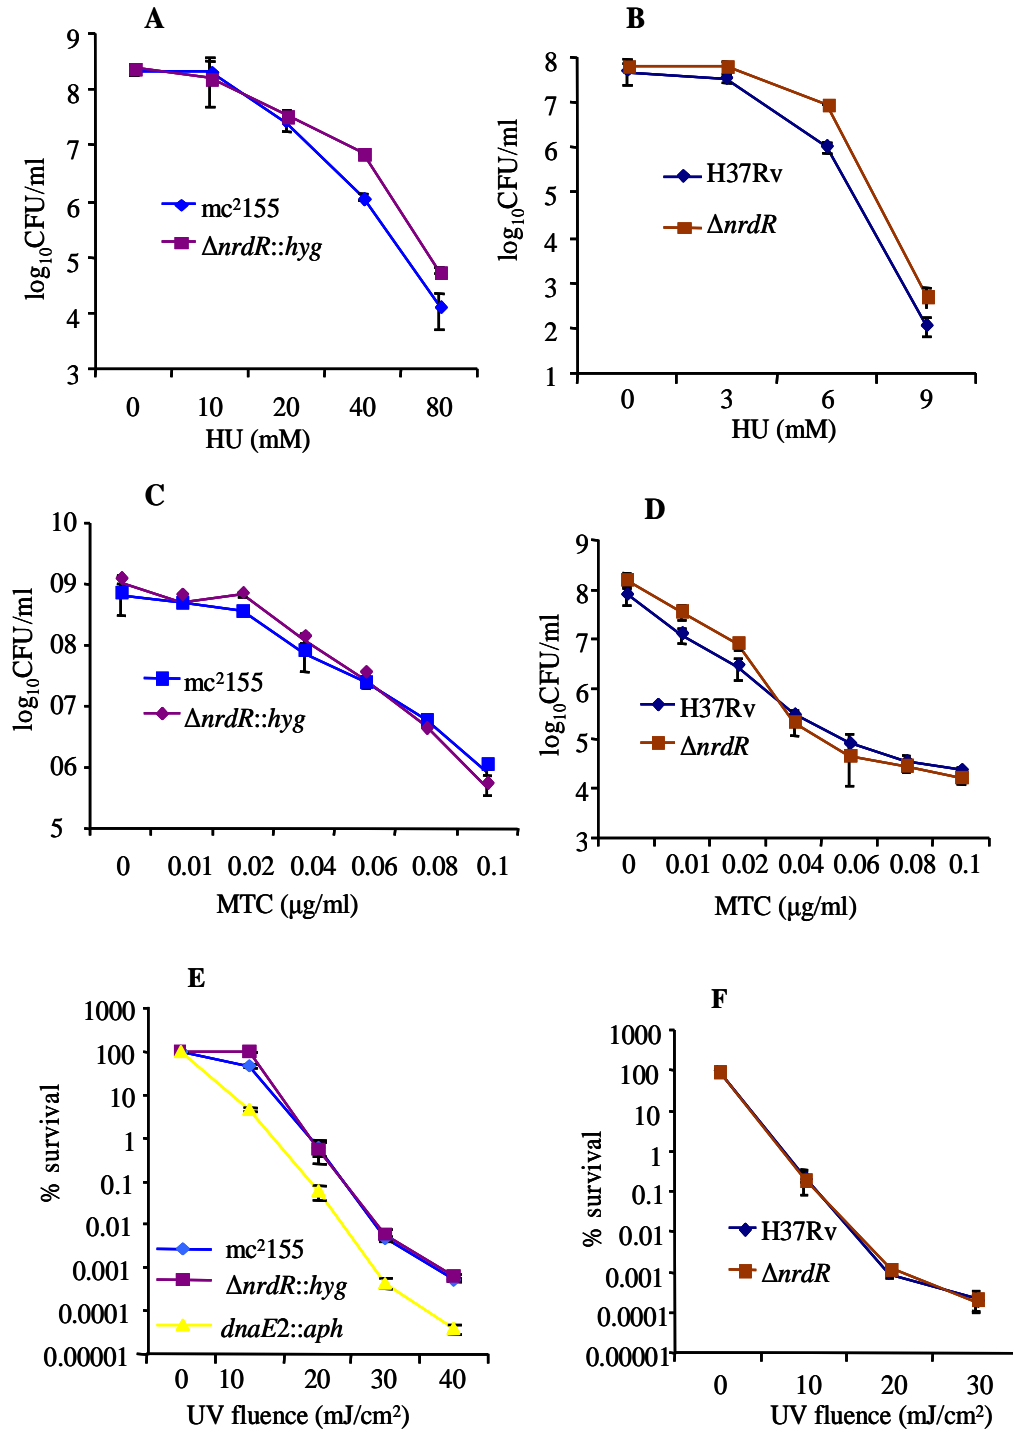 A
9
8
7
6
5
4
3
log10CFU/ml
mc²155
ΔnrdR::hyg
0 10 20 40 80
HU (mM)
B
8
7
6
5
4
3
2
1
log10CFU/ml
H37Rv
ΔnrdR
0 3 6 9
HU (mM)
C
10
09
08
07
06
5
log10CFU/ml
mc²155
ΔnrdR::hyg
0 0.01 0.02 0.04 0.06 0.08 0.1
MTC (μg/ml)
D
9
8
7
6
5
4
3
log10CFU/ml
H37Rv
ΔnrdR
0 0.01 0.02 0.04 0.06 0.08 0.1
MTC (μg/ml)
E
1000
100
10
1
0.1
0.01
0.001
0.0001
0.00001
% survival
mc²155
ΔnrdR::hyg
dnaE2::aph
0 10 20 30 40
UV fluence (mJ/cm²)
F
1000
100
10
1
0.1
0.01
0.001
0.0001
0.00001
% survival
H37Rv
ΔnrdR
0 10 20 30
UV fluence (mJ/cm²)